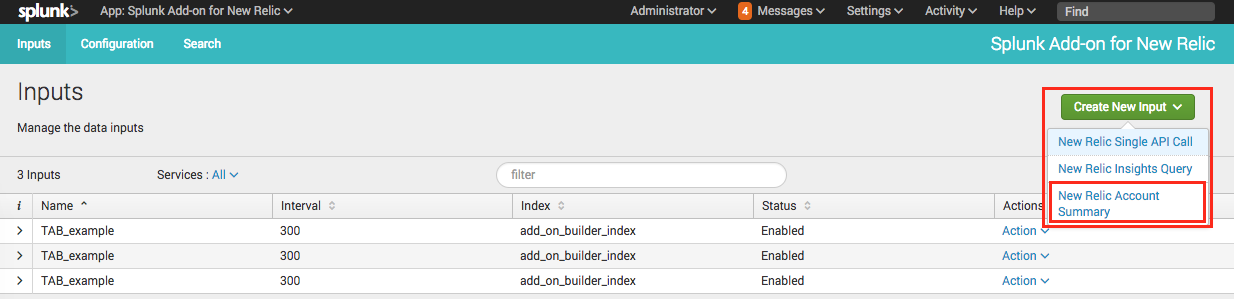 splunk> App: Splunk Add-on for New Relic Administrator 4 Messages Settings Activity Help Find
Inputs Configuration Search Splunk Add-on for New Relic
Inputs
Create New Input
Manage the data inputs
New Relic Single API Call
New Relic Insights Query
New Relic Account
Summary
3 Inputs Services : All filter
i Name Interval Index Status Actions
TAB_example 300 add_on_builder_index Enabled Action
TAB_example 300 add_on_builder_index Enabled Action
TAB_example 300 add_on_builder_index Enabled Action